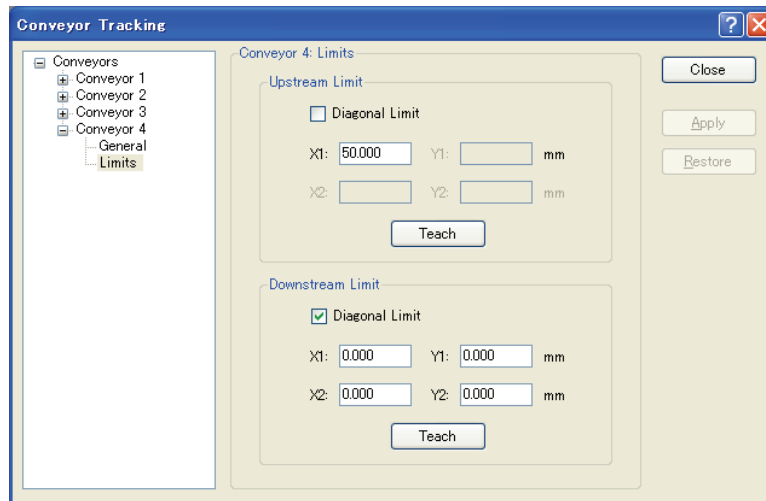 Conveyor Tracking
Conveyors
Conveyor 1
Conveyor 2
Conveyor 3
Conveyor 4
General
Limits
Conveyor 4: Limits
Upstream Limit
Diagonal Limit
X1: 50.000 Y1: mm
X2: Y2: mm
Teach
Downstream Limit
Diagonal Limit
X1: 0.000 Y1: 0.000 mm
X2: 0.000 Y2: 0.000 mm
Teach
Close
Apply
Restore